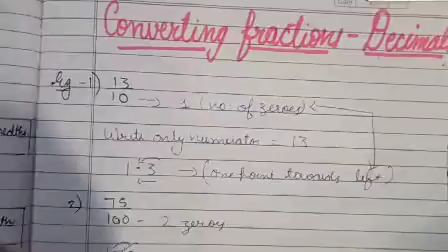 Converting fractions - Decimal
Eg - 1) 13
10 → 1 (no. of zeroes)
Write only numerator = 13
1.3 → (one point towards left)
2) 75
100 - 2 zeros